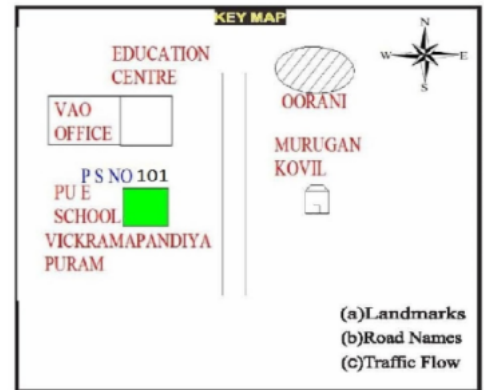 KEY MAP
N
W E
S
EDUCATION
CENTRE
VAO
OFFICE
OORANI
MURUGAN
KOVIL
P S NO 101
PU E
SCHOOL
VICKRAMAPANDIYA
PURAM
(a)Landmarks
(b)Road Names
(c)Traffic Flow